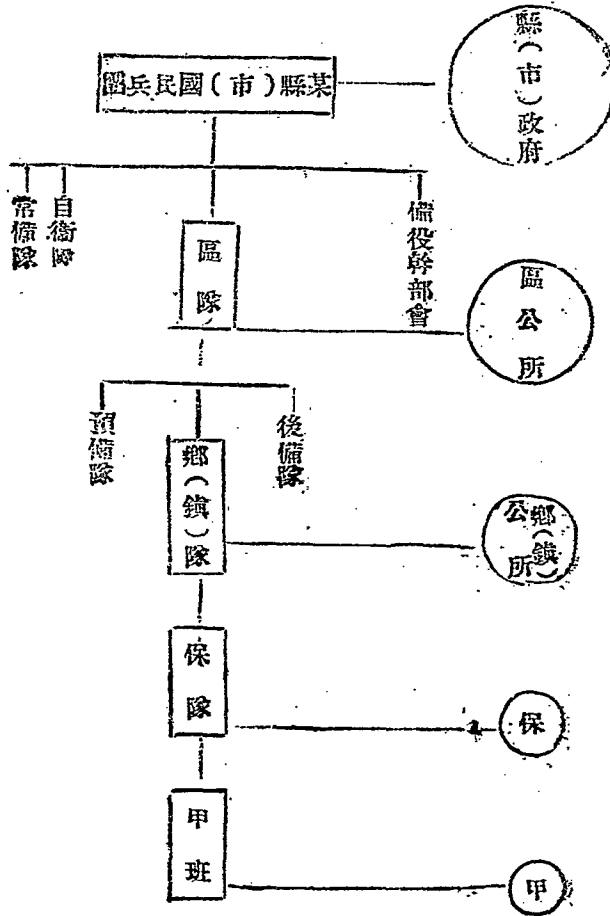 縣(市)政府
某縣(市)國民兵團
備役幹部會
自衞隊
常備隊
區隊
區公所
後備隊
預備隊
鄉(鎮)隊
鄉(鎮)公所
保隊
保
甲班
甲